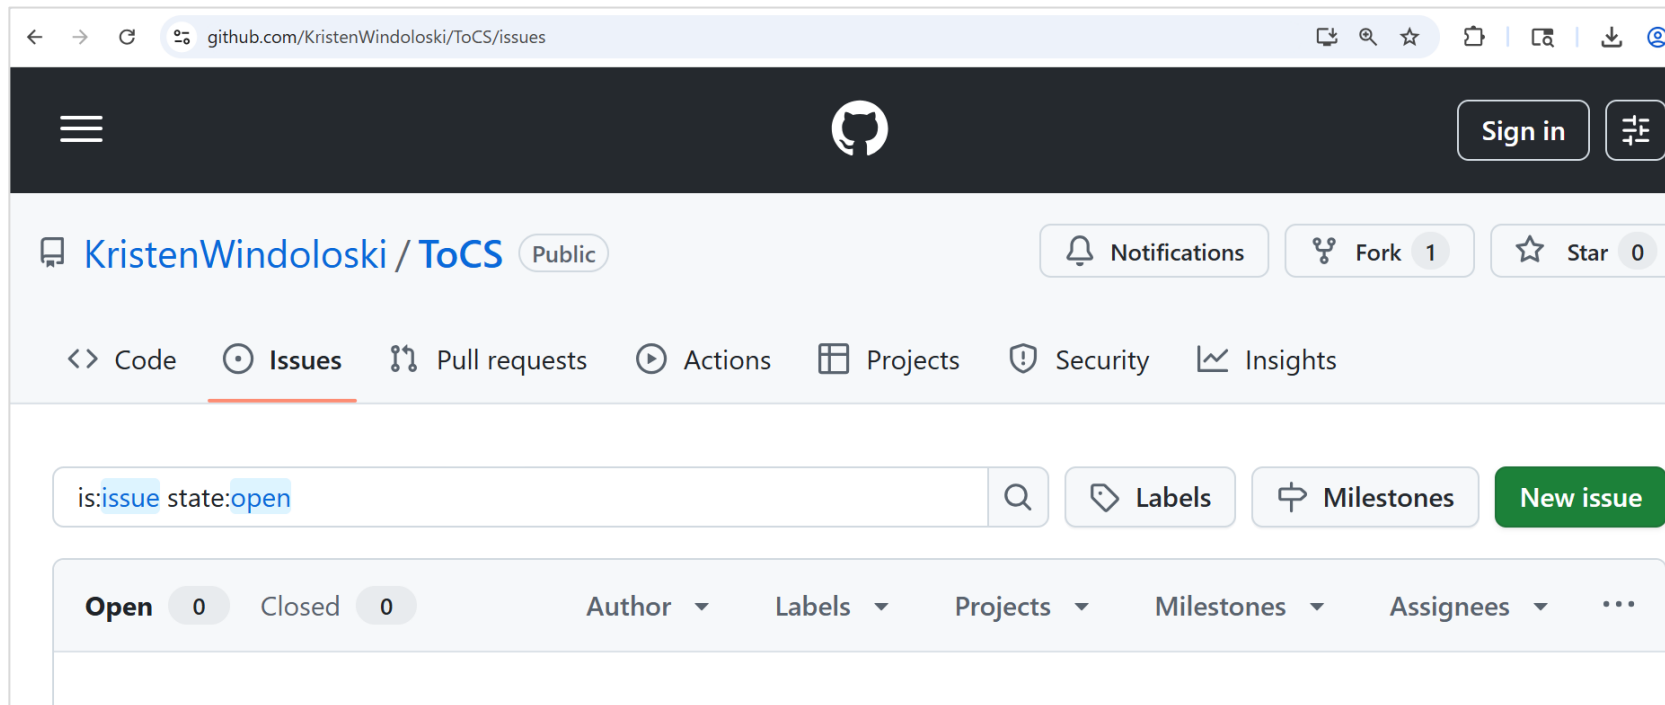 github.com/KristenWindoloski/ToCS/issues
Sign in
KristenWindoloski / ToCS Public
Notifications Fork 1 Star 0
Code Issues Pull requests Actions Projects Security Insights
is:issue state:open Labels Milestones New issue
Open 0 Closed 0 Author Labels Projects Milestones Assignees ...